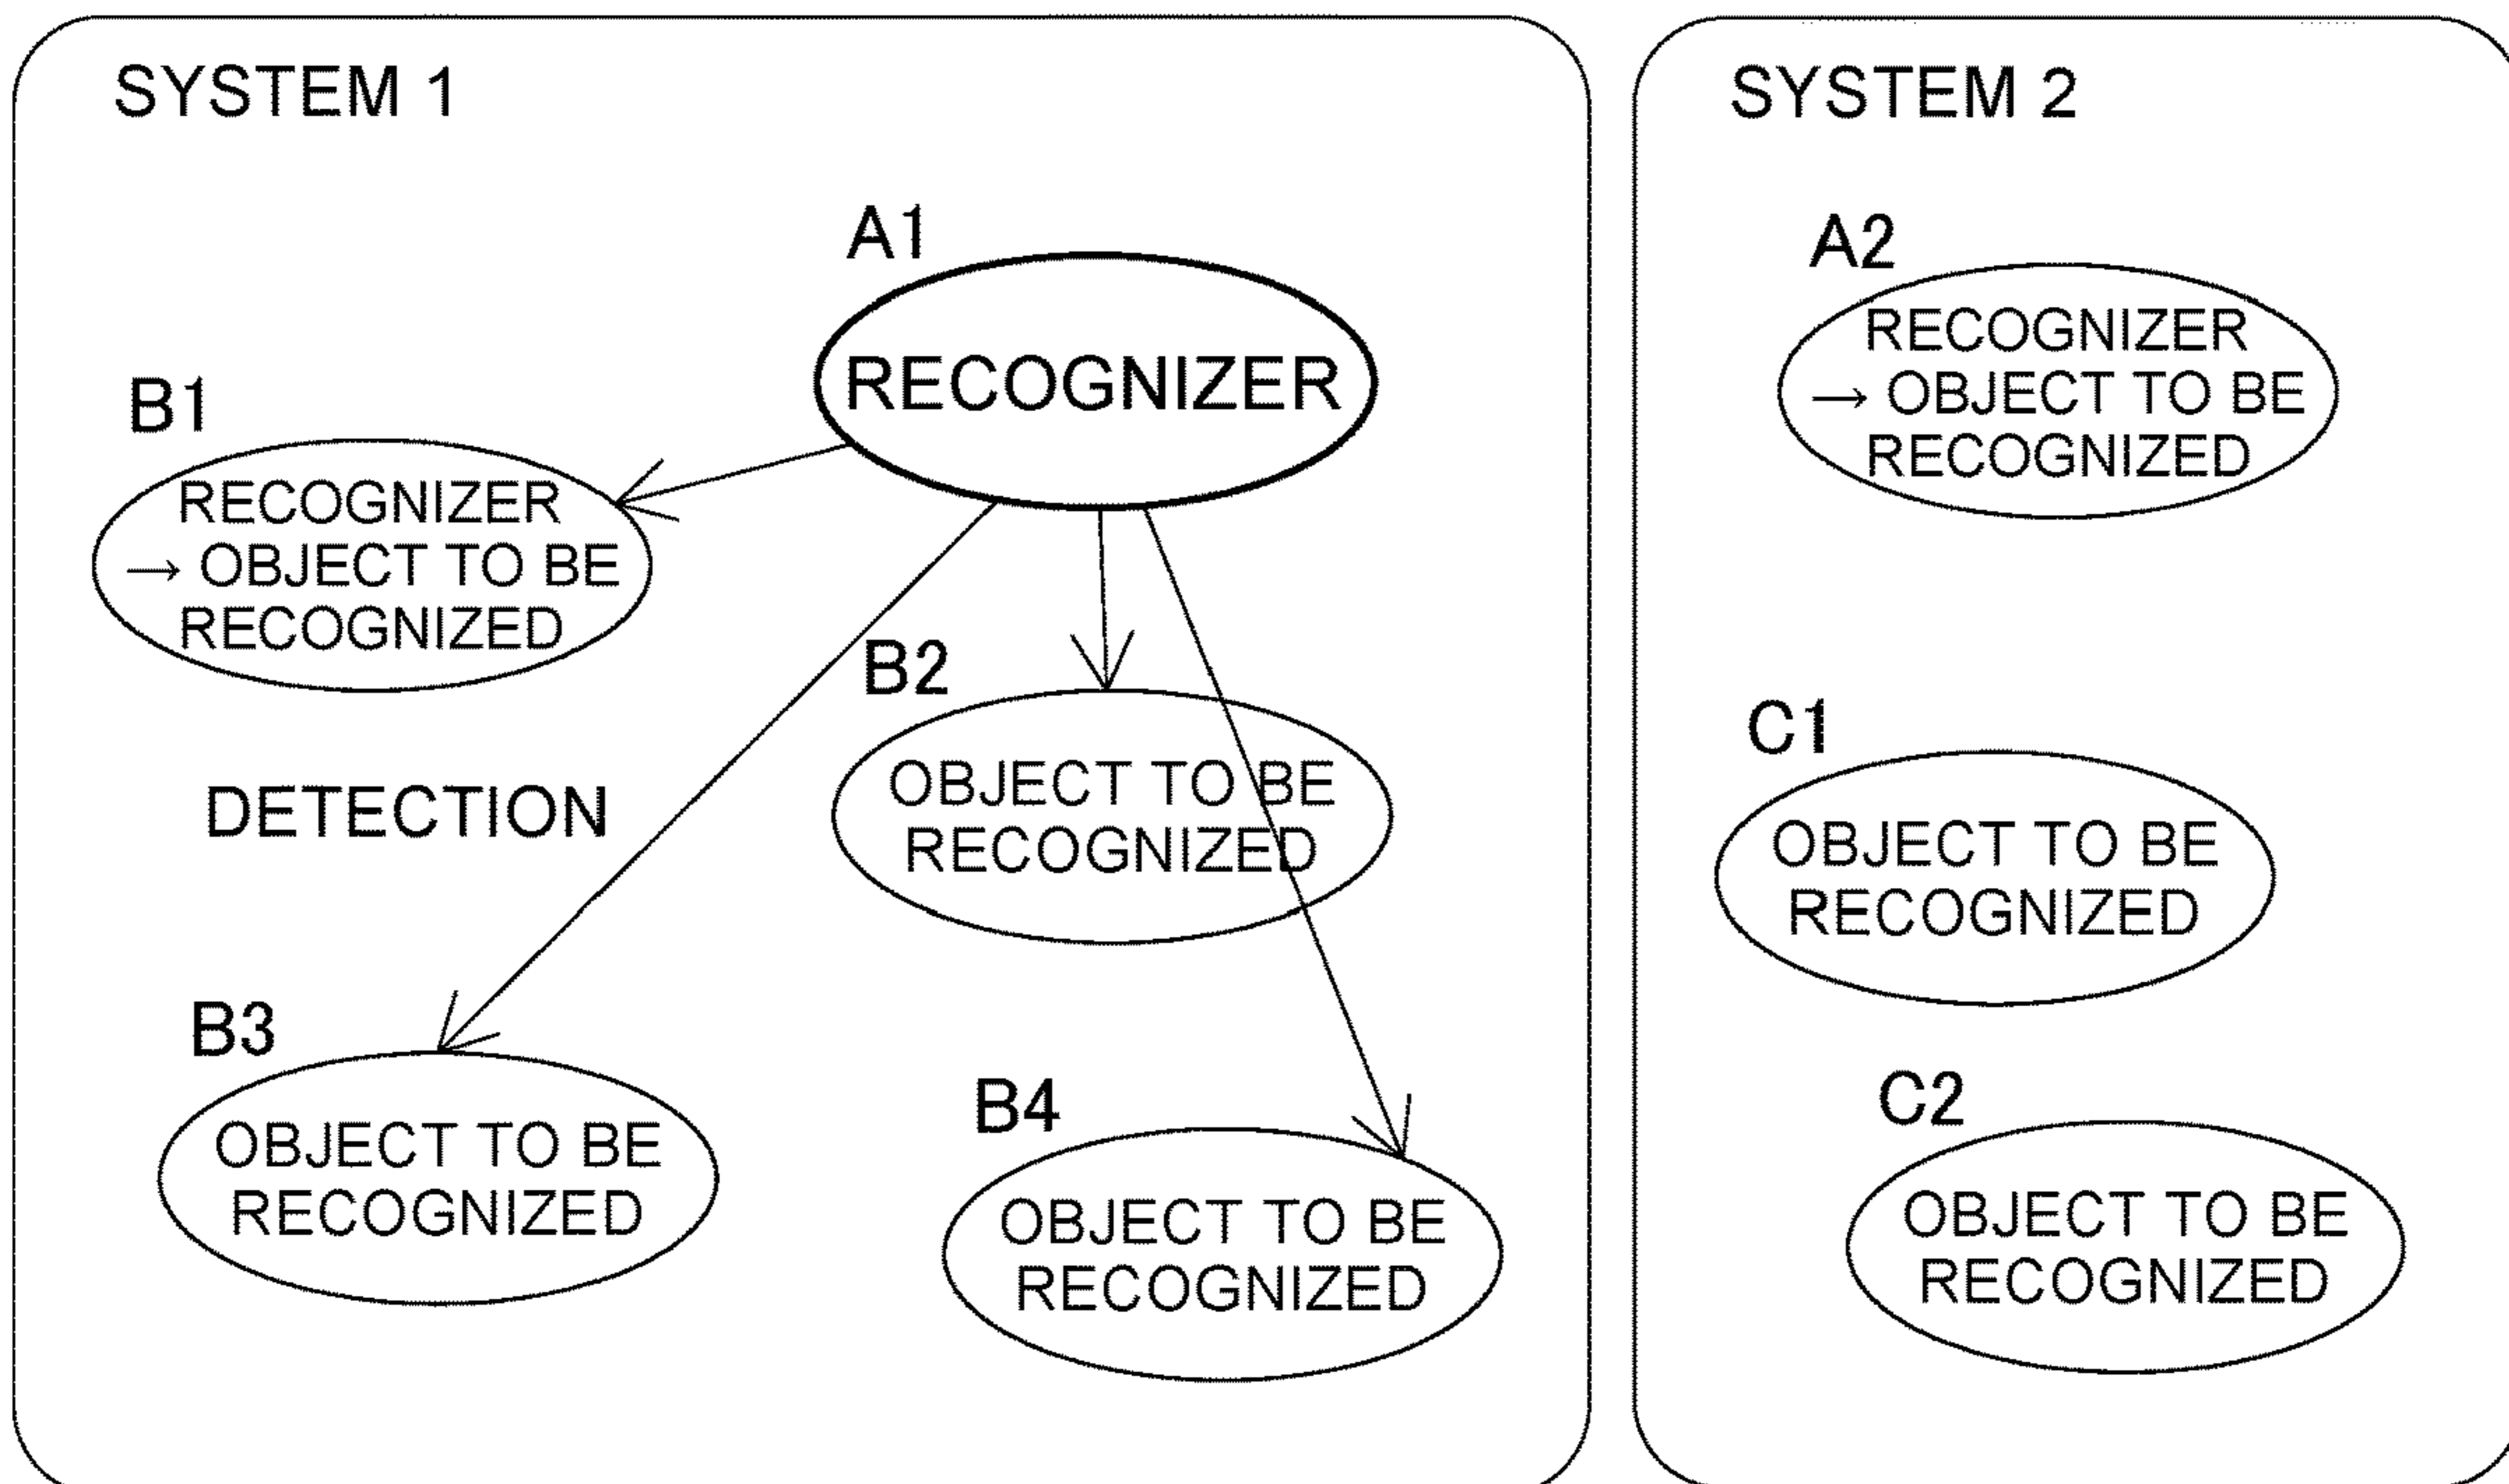 SYSTEM 1
A1
RECOGNIZER
B1
RECOGNIZER
→ OBJECT TO BE
RECOGNIZED
B2
OBJECT TO BE
RECOGNIZED
DETECTION
B3
OBJECT TO BE
RECOGNIZED
B4
OBJECT TO BE
RECOGNIZED
SYSTEM 2
A2
RECOGNIZER
→ OBJECT TO BE
RECOGNIZED
C1
OBJECT TO BE
RECOGNIZED
C2
OBJECT TO BE
RECOGNIZED